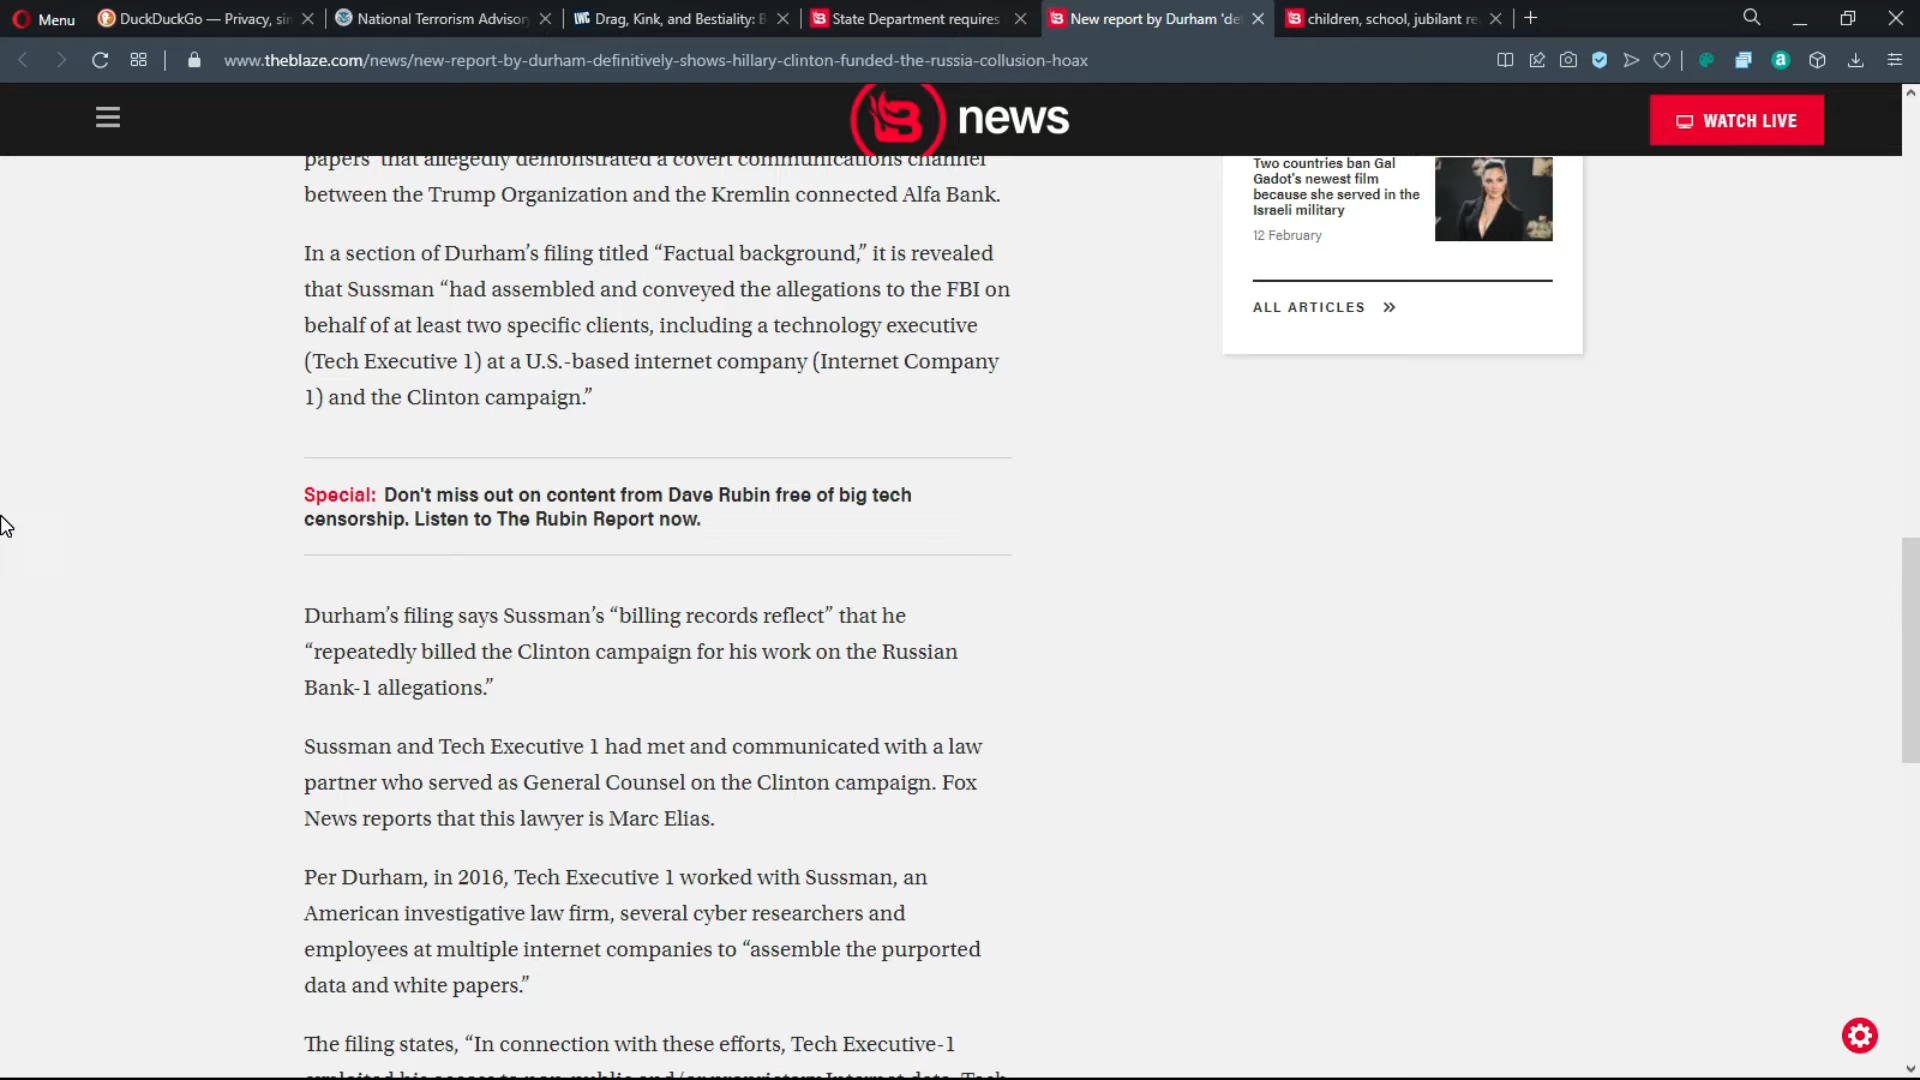 Menu
DuckDuckGo — Privacy, sin
National Terrorism Advisor
Drag, Kink, and Bestiality: B
State Department requires
New report by Durham 'de
children, school, jubilant re
www.theblaze.com/news/new-report-by-durham-definitively-shows-hillary-clinton-funded-the-russia-collusion-hoax
news
WATCH LIVE
papers" that allegedly demonstrated a covert communications channel
between the Trump Organization and the Kremlin connected Alfa Bank.
In a section of Durham’s filing titled “Factual background,” it is revealed
that Sussman “had assembled and conveyed the allegations to the FBI on
behalf of at least two specific clients, including a technology executive
(Tech Executive 1) at a U.S.-based internet company (Internet Company
1) and the Clinton campaign.”
Special: Don't miss out on content from Dave Rubin free of big tech
censorship. Listen to The Rubin Report now.
Durham’s filing says Sussman’s “billing records reflect” that he
“repeatedly billed the Clinton campaign for his work on the Russian
Bank-1 allegations.”
Sussman and Tech Executive 1 had met and communicated with a law
partner who served as General Counsel on the Clinton campaign. Fox
News reports that this lawyer is Marc Elias.
Per Durham, in 2016, Tech Executive 1 worked with Sussman, an
American investigative law firm, several cyber researchers and
employees at multiple internet companies to “assemble the purported
data and white papers.”
The filing states, “In connection with these efforts, Tech Executive-1
Two countries ban Gal
Gadot's newest film
because she served in the
Israeli military
12 February
ALL ARTICLES